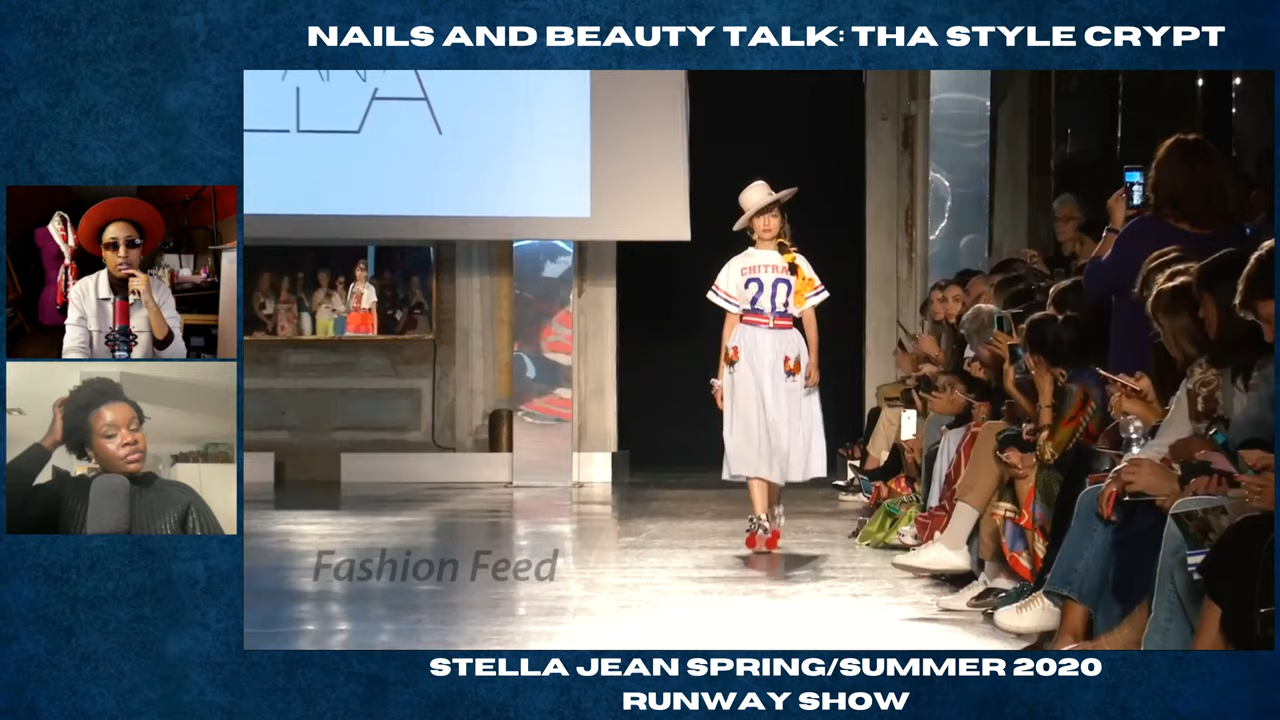 NAILS AND BEAUTY TALK: THA STYLE CRYPT
CHITRA
20
Fashion Feed
STELLA JEAN SPRING/SUMMER 2020
RUNWAY SHOW